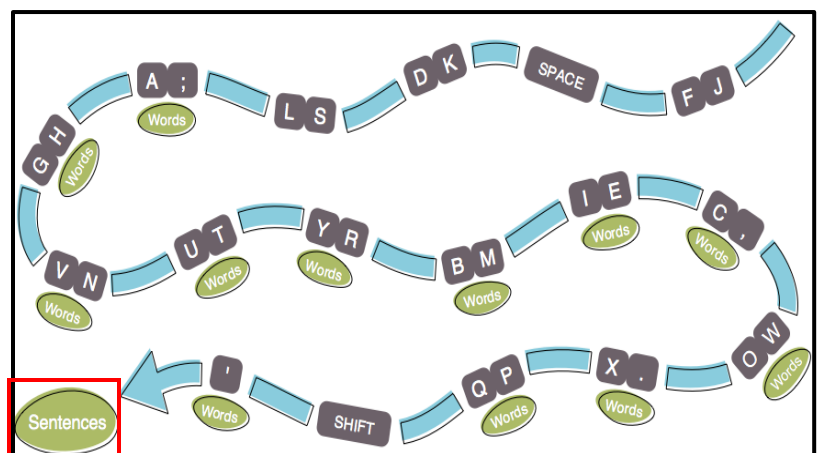 G H
Words
A ;
Words
L S
D K
SPACE
F J
V N
Words
U T
Words
Y R
Words
B M
Words
I E
Words
C ,
Words
O W
Words
Sentences
'
Words
SHIFT
Q P
Words
X .
Words